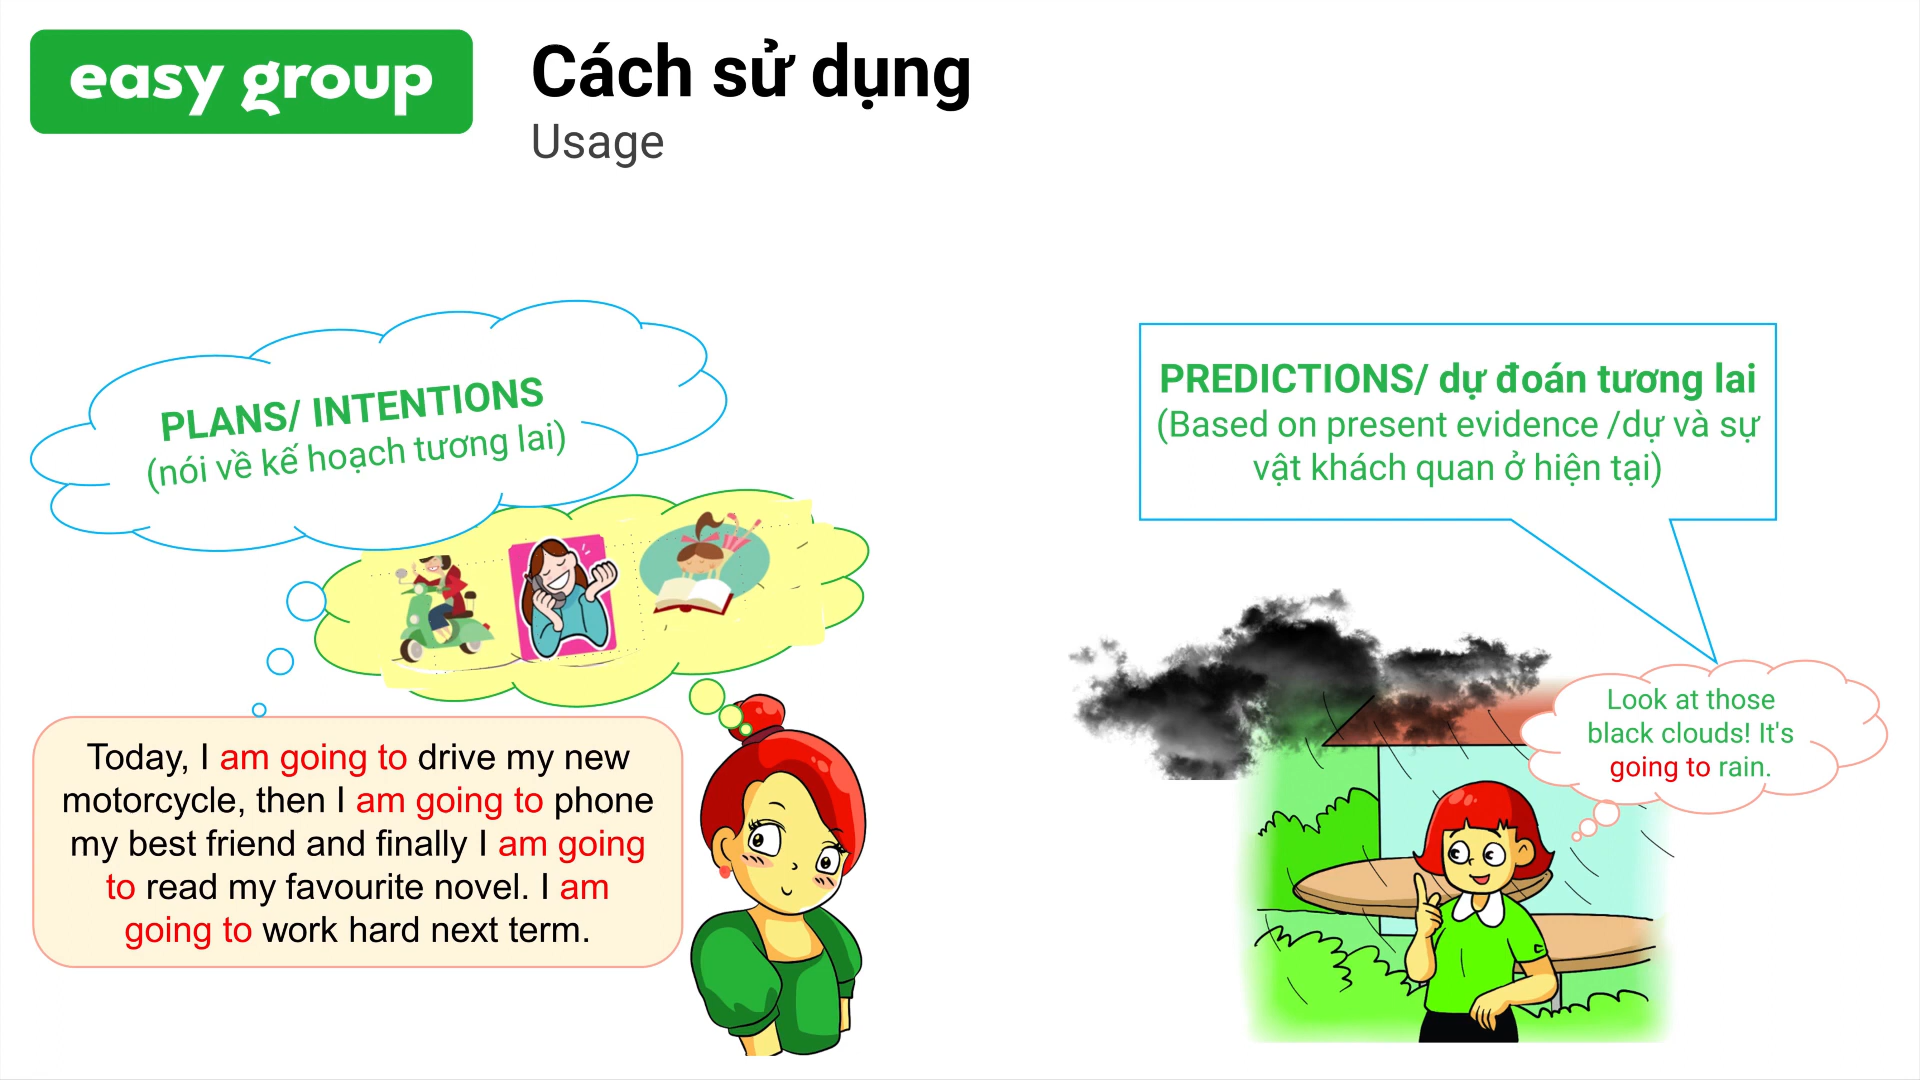 easy group
Cách sử dụng
Usage
PLANS/ INTENTIONS
(nói về kế hoạch tương lai)
Today, I am going to drive my new
motorcycle, then I am going to phone
my best friend and finally I am going
to read my favourite novel. I am
going to work hard next term.
PREDICTIONS/ dự đoán tương lai
(Based on present evidence /dự và sự
vật khách quan ở hiện tại)
Look at those
black clouds! It's
going to rain.